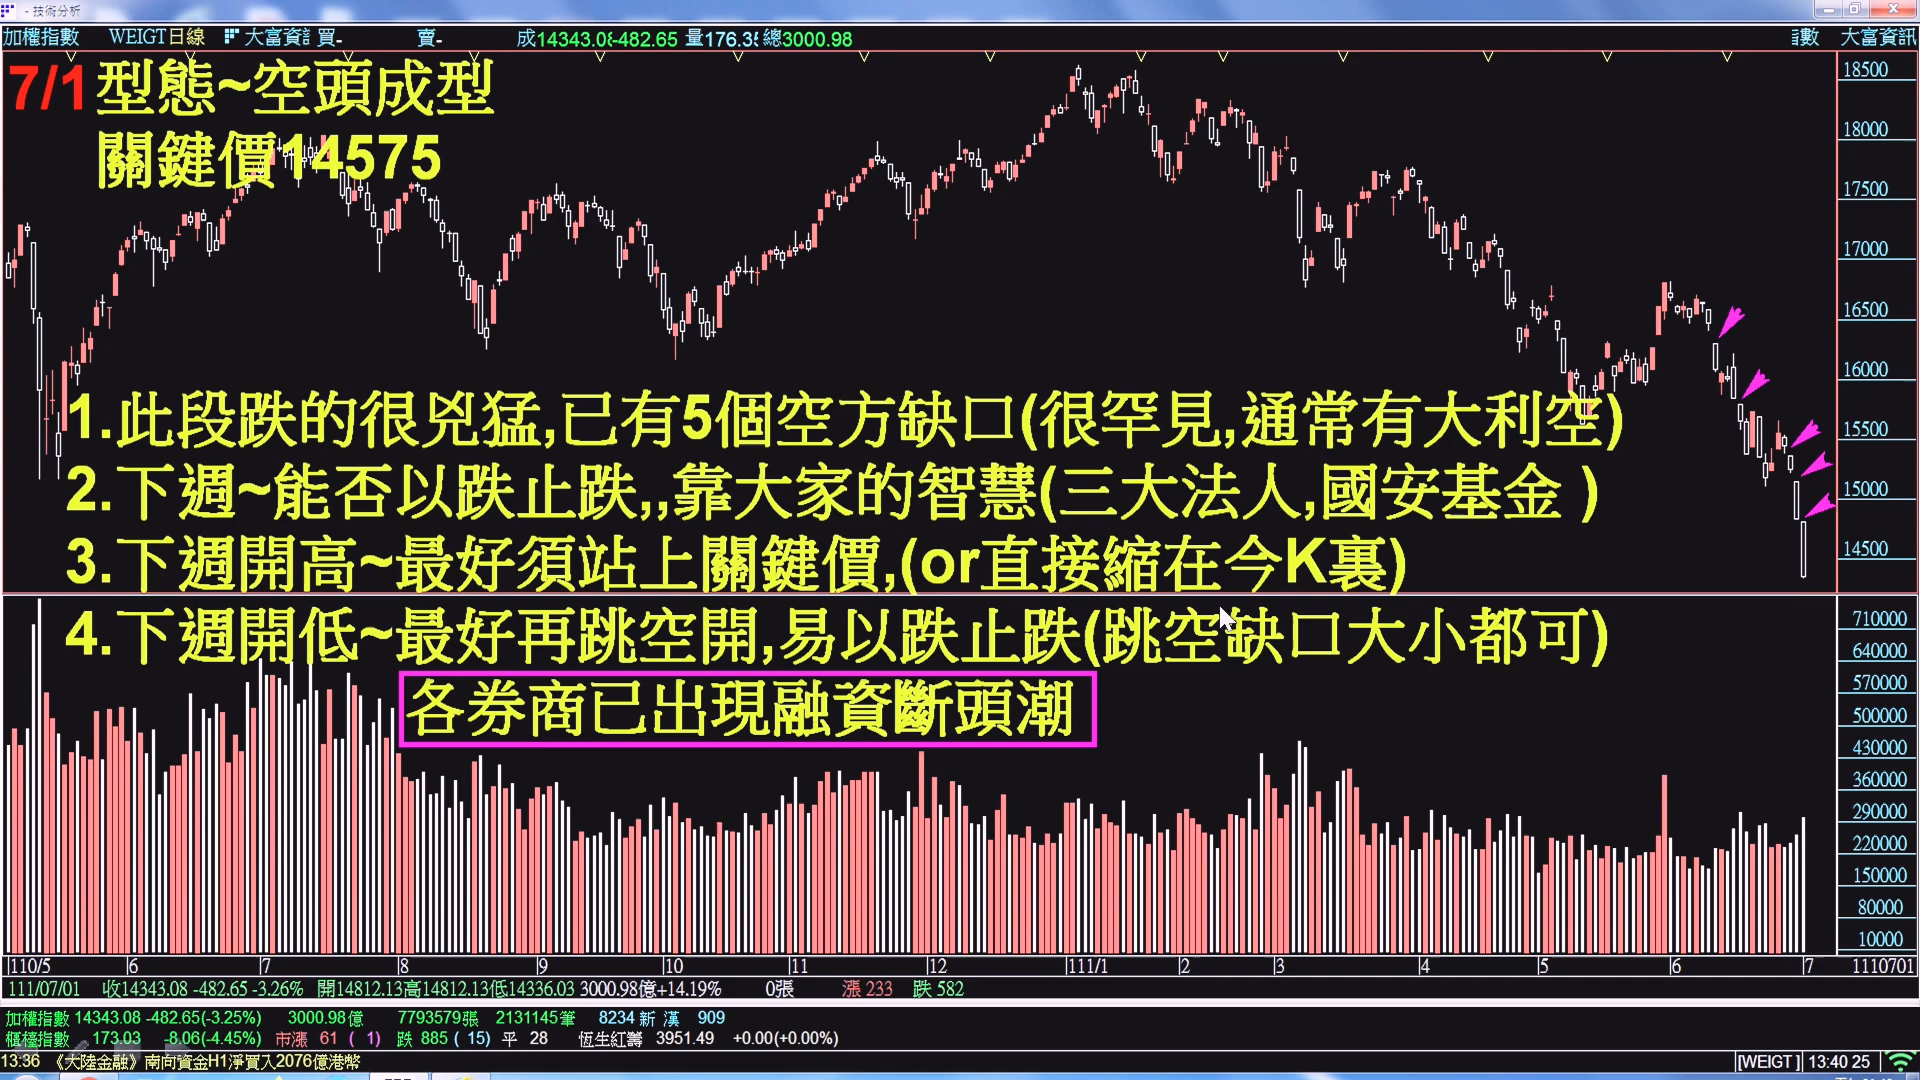 - 技術分析
加權指數 WEIGT日線 大富資訊 買- 賣- 成14343.08-482.65 量176.35 總3000.98 指數 大富資訊
7/1型態~空頭成型
關鍵價14575
1.此段跌的很兇猛,已有5個空方缺口(很罕見,通常有大利空)
2.下週~能否以跌止跌,,靠大家的智慧(三大法人,國安基金 )
3.下週開高~最好須站上關鍵價,(or直接縮在今K裏)
4.下週開低~最好再跳空開,易以跌止跌(跳空缺口大小都可)
各券商已出現融資斷頭潮
18500
18000
17500
17000
16500
16000
15500
15000
14500
710000
640000
570000
500000
430000
360000
290000
220000
150000
80000
10000
110/5 6 7 8 9 10 11 12 111/1 2 3 4 5 6 7 1110701
111/07/01 收14343.08 -482.65 -3.26% 開14812.13高14812.13低14336.03 3000.98億+14.19% 0張 漲 233 跌 582
加權指數 14343.08 -482.65(-3.25%) 3000.98億 7793579張 2131145筆 8234 新 漢 909
櫃檯指數 173.03 -8.06(-4.45%) 市漲 61 ( 1) 跌 885 ( 15) 平 28 恆生紅籌 3951.49 +0.00(+0.00%)
13:36 《大陸金融》南向資金H1淨買入2076億港幣 [WEIGT] 13:40 25